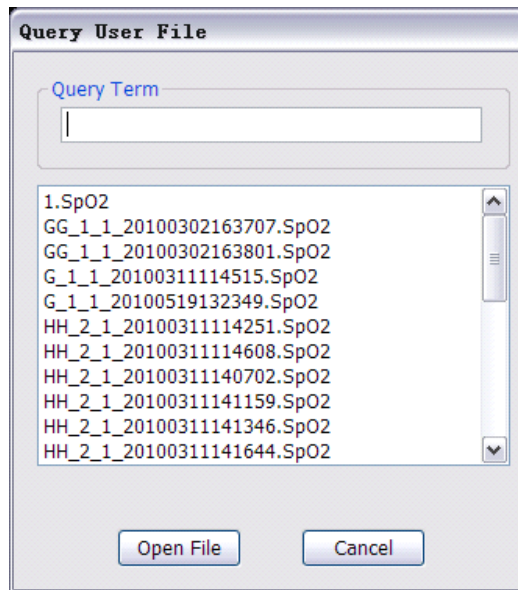 Query User File
Query Term
1.SpO2
GG_1_1_20100302163707.SpO2
GG_1_1_20100302163801.SpO2
G_1_1_20100311114515.SpO2
G_1_1_20100519132349.SpO2
HH_2_1_20100311114251.SpO2
HH_2_1_20100311114608.SpO2
HH_2_1_20100311140702.SpO2
HH_2_1_20100311141159.SpO2
HH_2_1_20100311141346.SpO2
HH_2_1_20100311141644.SpO2
Open File Cancel